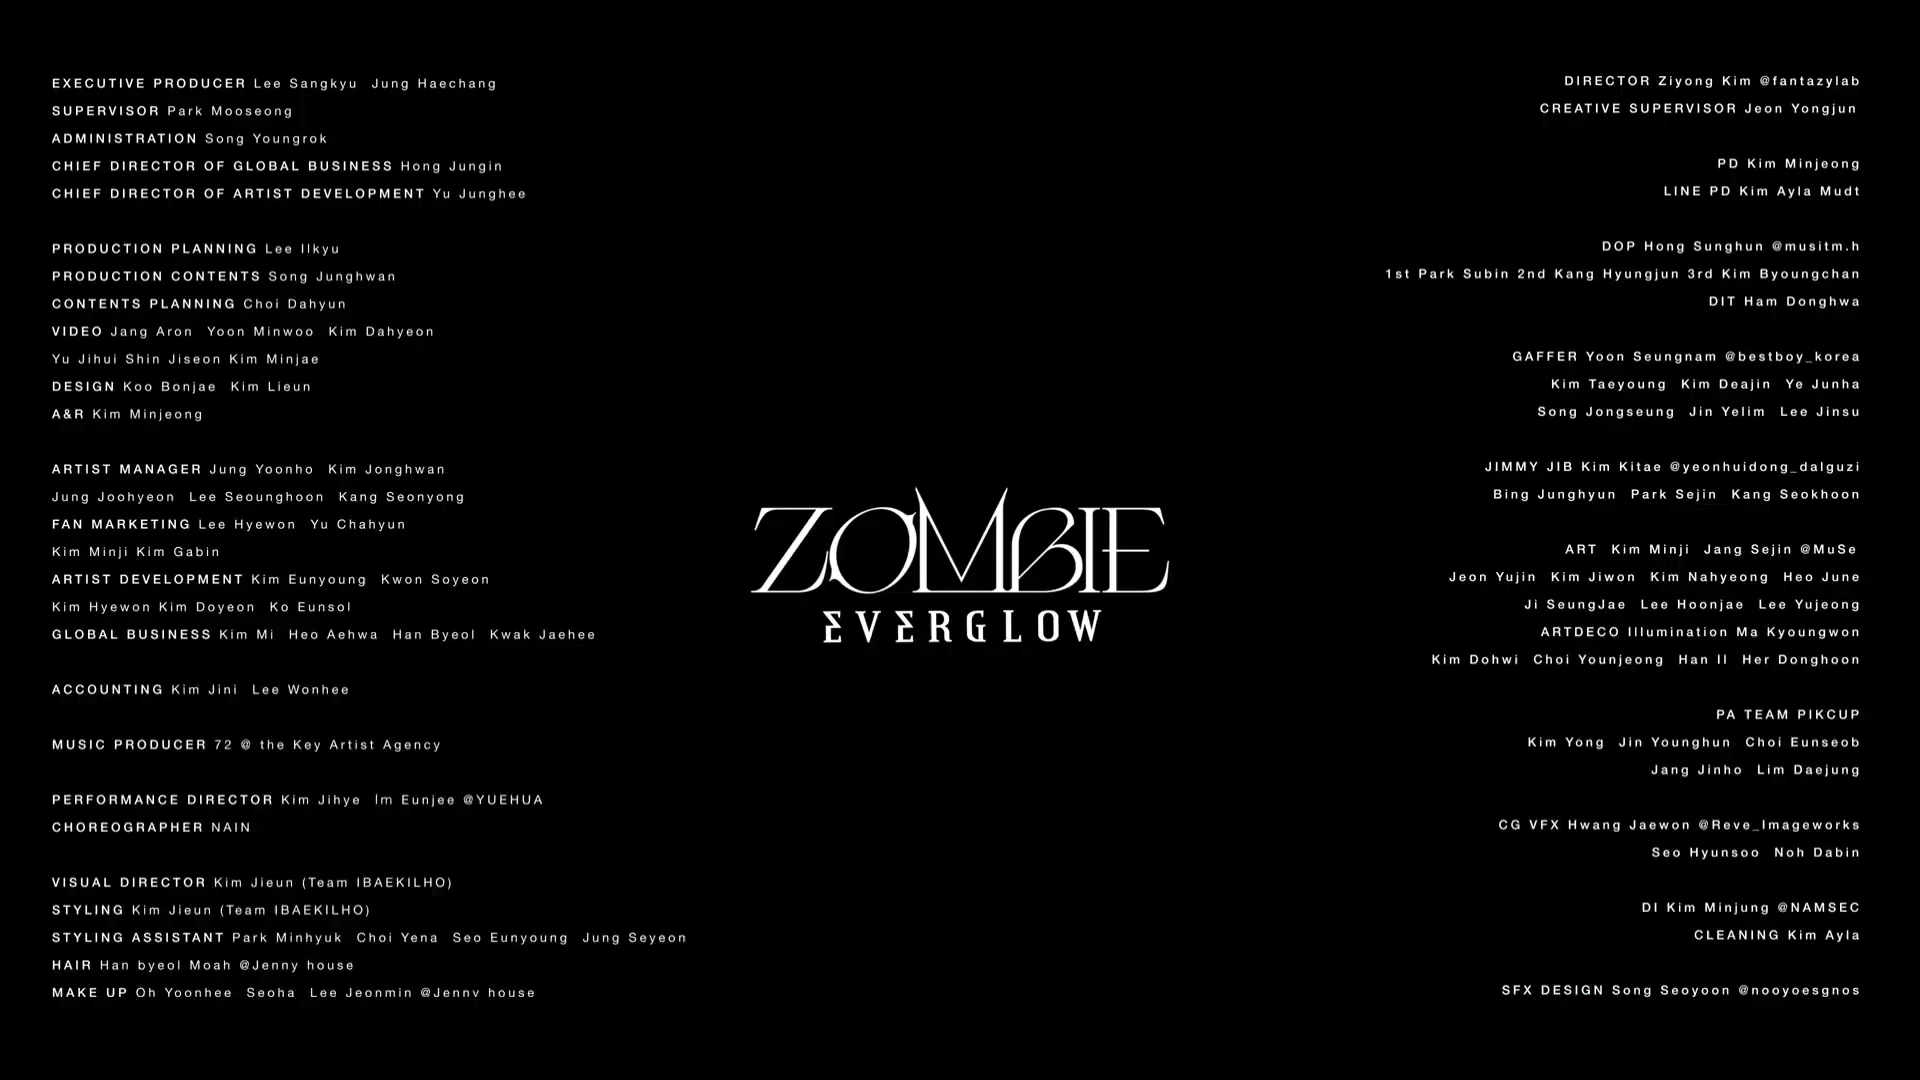 EXECUTIVE PRODUCER Lee Sangkyu Jung Haechang
SUPERVISOR Park Mooseong
ADMINISTRATION Song Youngrok
CHIEF DIRECTOR OF GLOBAL BUSINESS Hong Jungin
CHIEF DIRECTOR OF ARTIST DEVELOPMENT Yu Junghee
PRODUCTION PLANNING Lee Ilkyu
PRODUCTION CONTENTS Song Junghwan
CONTENTS PLANNING Choi Dahyun
VIDEO Jang Aron Yoon Minwoo Kim Dahyeon
Yu Jihui Shin Jiseon Kim Minjae
DESIGN Koo Bonjae Kim Lieun
A&R Kim Minjeong
ARTIST MANAGER Jung Yoonho Kim Jonghwan
Jung Joohyeon Lee Seounghoon Kang Seonyong
FAN MARKETING Lee Hyewon Yu Chahyun
Kim Minji Kim Gabin
ARTIST DEVELOPMENT Kim Eunyoung Kwon Soyeon
Kim Hyewon Kim Doyeon Ko Eunsol
GLOBAL BUSINESS Kim Mi Heo Aehwa Han Byeol Kwak Jaehee
ACCOUNTING Kim Jini Lee Wonhee
MUSIC PRODUCER 72 @ the Key Artist Agency
PERFORMANCE DIRECTOR Kim Jihye Im Eunjee @YUEHUA
CHOREOGRAPHER NAIN
VISUAL DIRECTOR Kim Jieun (Team IBAEKILHO)
STYLING Kim Jieun (Team IBAEKILHO)
STYLING ASSISTANT Park Minhyuk Choi Yena Seo Eunyoung Jung Seyeon
HAIR Han byeol Moah @Jenny house
MAKE UP Oh Yoonhee Seoha Lee Jeonmin @Jenny house
ZOMBIE
EVERGLOW
DIRECTOR Ziyong Kim @fantazylab
CREATIVE SUPERVISOR Jeon Yongjun
PD Kim Minjeong
LINE PD Kim Ayla Mudt
DOP Hong Sunghun @musitm.h
1st Park Subin 2nd Kang Hyungjun 3rd Kim Byoungchan
DIT Ham Donghwa
GAFFER Yoon Seungnam @bestboy_korea
Kim Taeyoung Kim Deajin Ye Junha
Song Jongseung Jin Yelim Lee Jinsu
JIMMY JIB Kim Kitae @yeonhuidong_dalguzi
Bing Junghyun Park Sejin Kang Seokhoon
ART Kim Minji Jang Sejin @MuSe
Jeon Yujin Kim Jiwon Kim Nahyeong Heo June
Ji SeungJae Lee Hoonjae Lee Yujeong
ARTDECO Illumination Ma Kyoungwon
Kim Dohwi Choi Younjeong Han Il Her Donghoon
PA TEAM PIKCUP
Kim Yong Jin Younghun Choi Eunseob
Jang Jinho Lim Daejung
CG VFX Hwang Jaewon @Reve_Imageworks
Seo Hyunsoo Noh Dabin
DI Kim Minjung @NAMSEC
CLEANING Kim Ayla
SFX DESIGN Song Seoyoon @nooyoesgnos